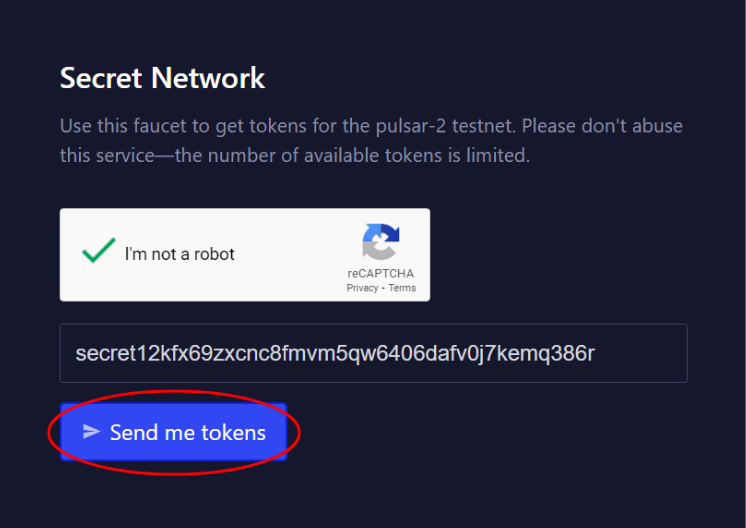 Secret Network
Use this faucet to get tokens for the pulsar-2 testnet. Please don't abuse
this service—the number of available tokens is limited.
I'm not a robot
reCAPTCHA
Privacy - Terms
secret12kfx69zxcnc8fmvm5qw6406dafv0j7kemq386r
Send me tokens